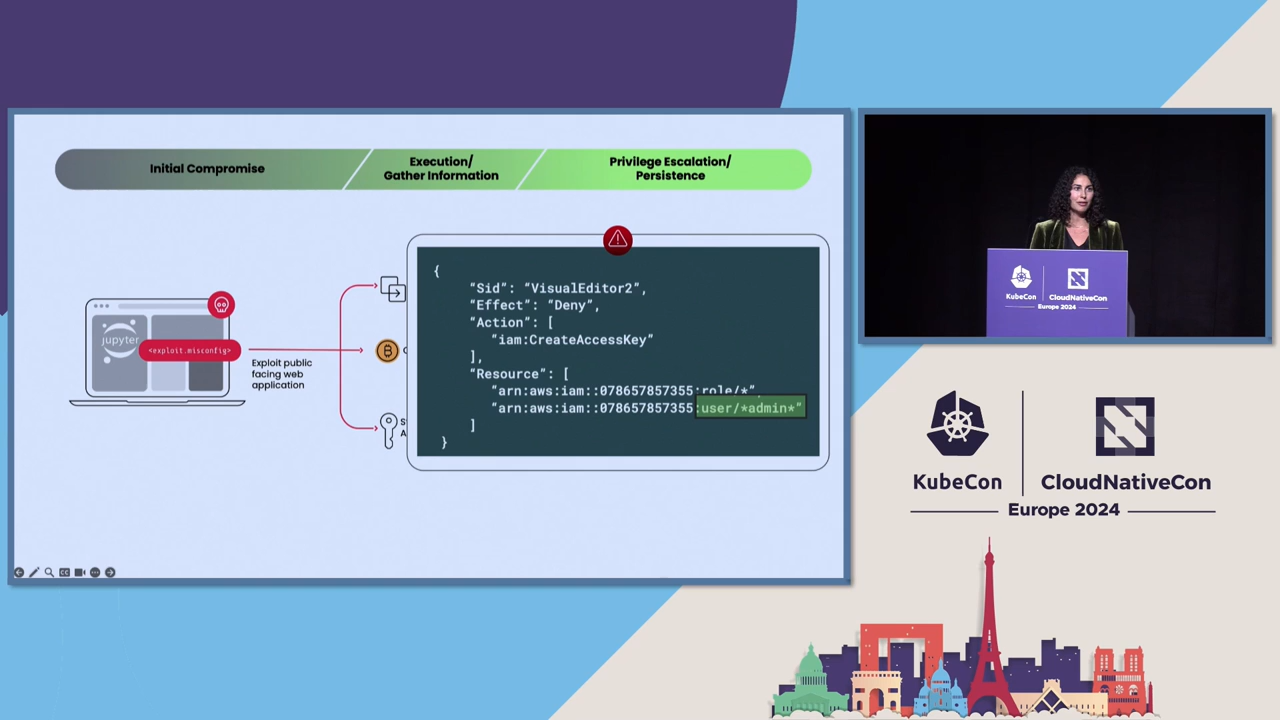 Initial Compromise
Execution/
Gather Information
Privilege Escalation/
Persistence
jupyter
<exploit.misconfig>
Exploit public
facing web
application
{
"Sid": “VisualEditor2”,
"Effect": “Deny”,
"Action": [
“iam:CreateAccessKey”
],
"Resource": [
“arn:aws:iam::078657857355:role/*”,
“arn:aws:iam::078657857355:user/*admin*”
]
}
KubeCon
CloudNativeCon
Europe 2024
KubeCon
CloudNativeCon
Europe 2024